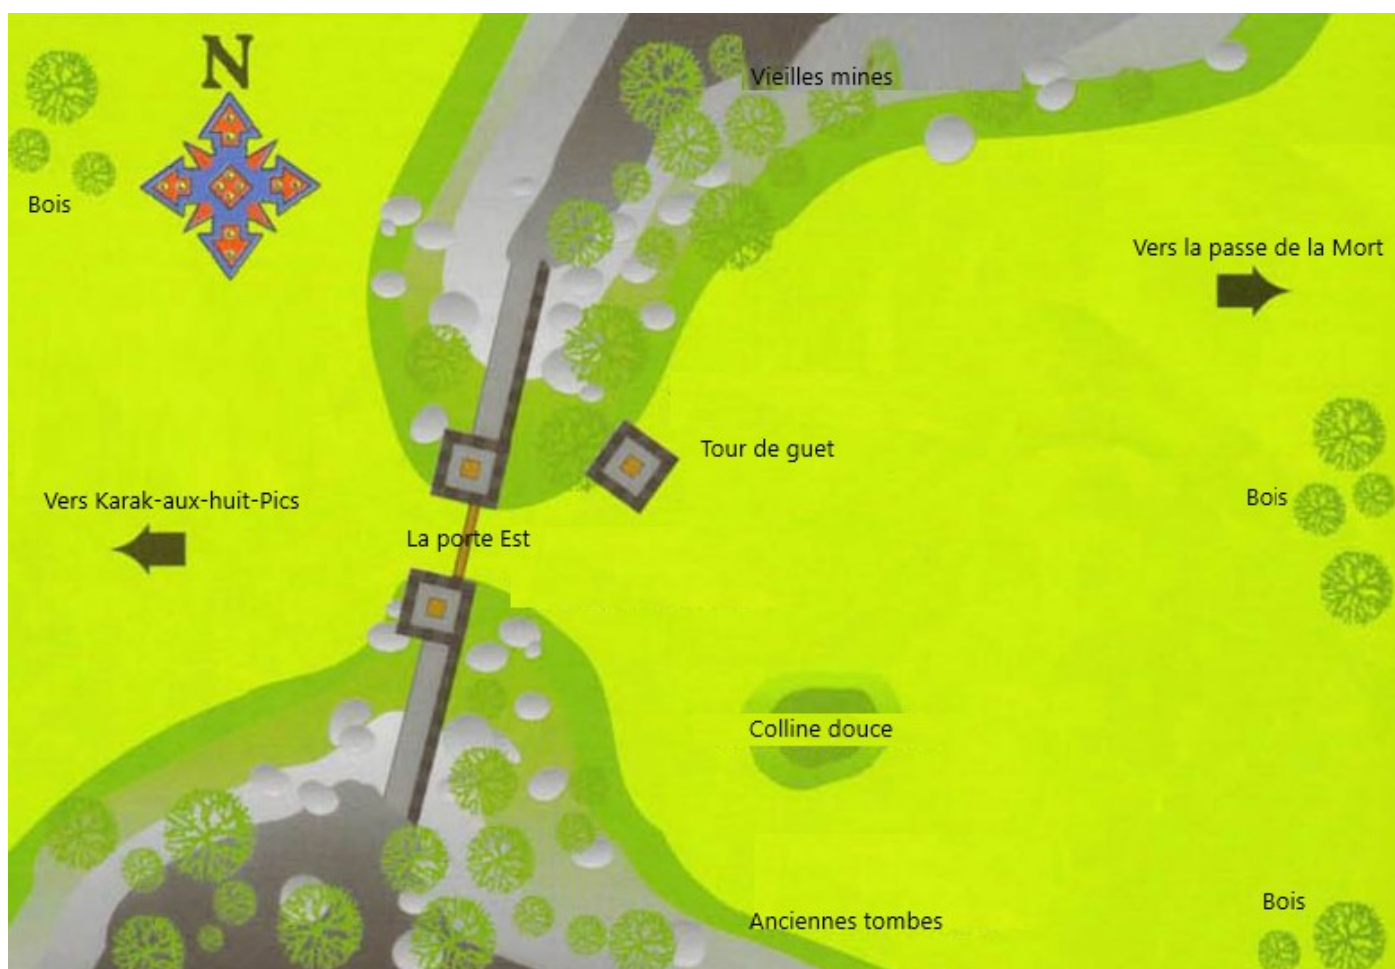 N
Vieilles mines
Bois
Vers la passe de la Mort
Tour de guet
Vers Karak-aux-huit-Pics
Bois
La porte Est
Colline douce
Bois
Anciennes tombes